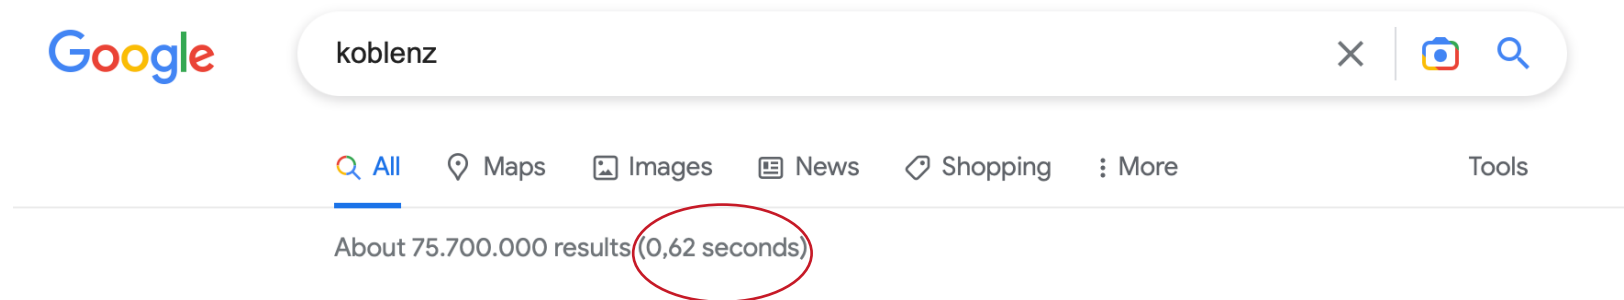 Google koblenz
All Maps Images News Shopping More Tools
About 75.700.000 results (0,62 seconds)